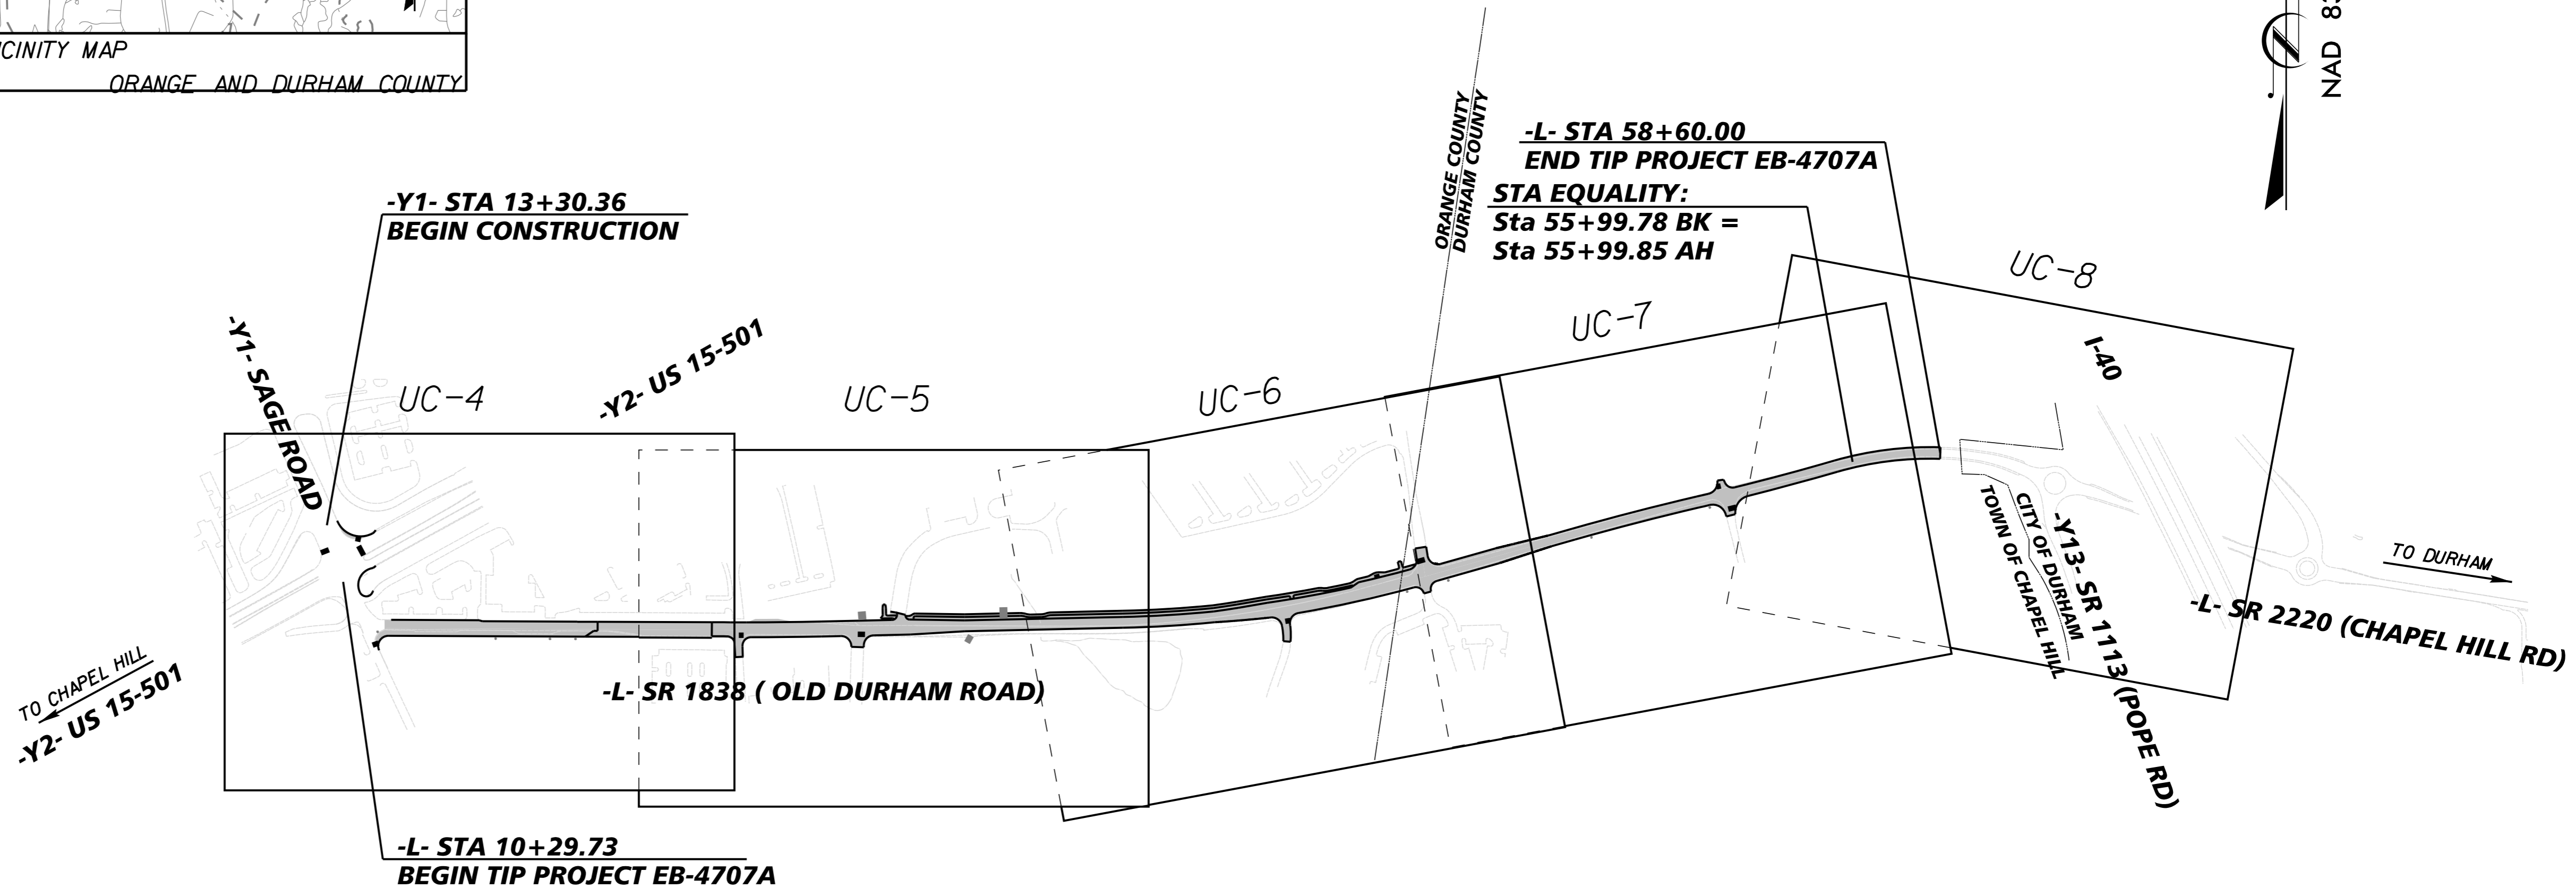 CINITY MAP
ORANGE AND DURHAM COUNTY
NAD 83
ORANGE COUNTY
DURHAM COUNTY
-L- STA 58+60.00
END TIP PROJECT EB-4707A
STA EQUALITY:
Sta 55+99.78 BK =
Sta 55+99.85 AH
-Y1- STA 13+30.36
BEGIN CONSTRUCTION
-Y1- SAGE ROAD
UC-4
-Y2- US 15-501
UC-5
UC-6
UC-7
UC-8
I-40
CITY OF DURHAM
TOWN OF CHAPEL HILL
-Y13- SR 1113 (POPE RD)
TO DURHAM
-L- SR 2220 (CHAPEL HILL RD)
-L- SR 1838 ( OLD DURHAM ROAD)
TO CHAPEL HILL
-Y2- US 15-501
-L- STA 10+29.73
BEGIN TIP PROJECT EB-4707A